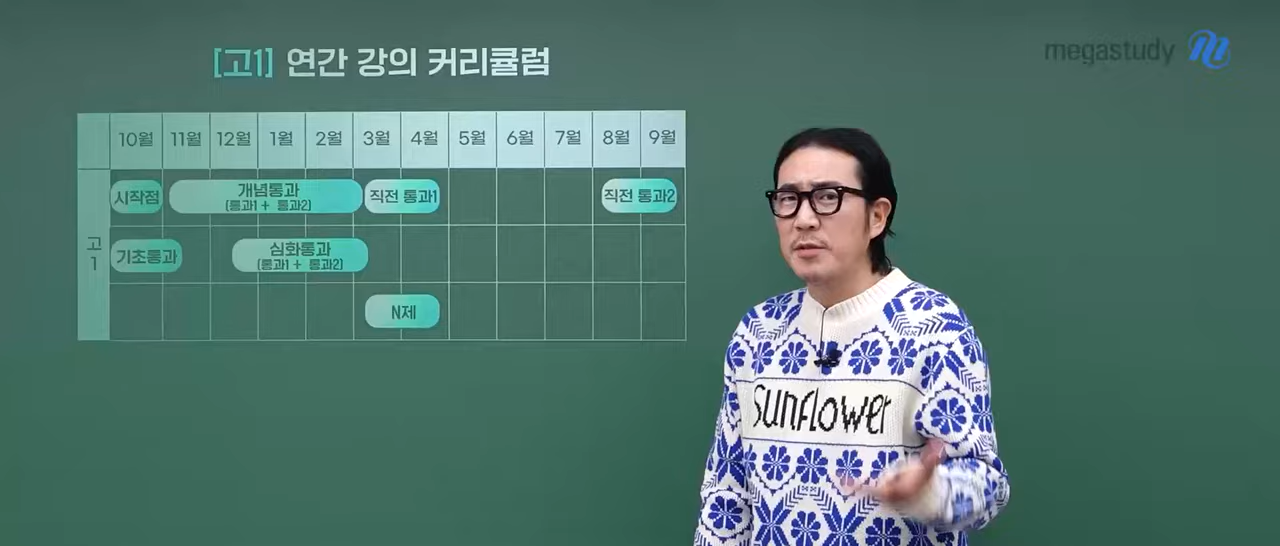 [고1] 연간 강의 커리큘럼
megastudy
10월 11월 12월 1월 2월 3월 4월 5월 6월 7월 8월 9월
고1
시작점 개념통과 직전 통과1 직전 통과2
(통과1 + 통과2)
기초통과 심화통과
(통과1 + 통과2)
N제
Sunflower